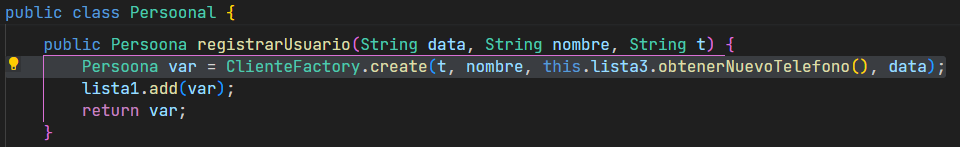 public class Persoonal {
public Persoona registrarUsuario(String data, String nombre, String t) {
Persoona var = ClienteFactory.create(t, nombre, this.lista3.obtenerNuevoTelefono(), data);
lista1.add(var);
return var;
}